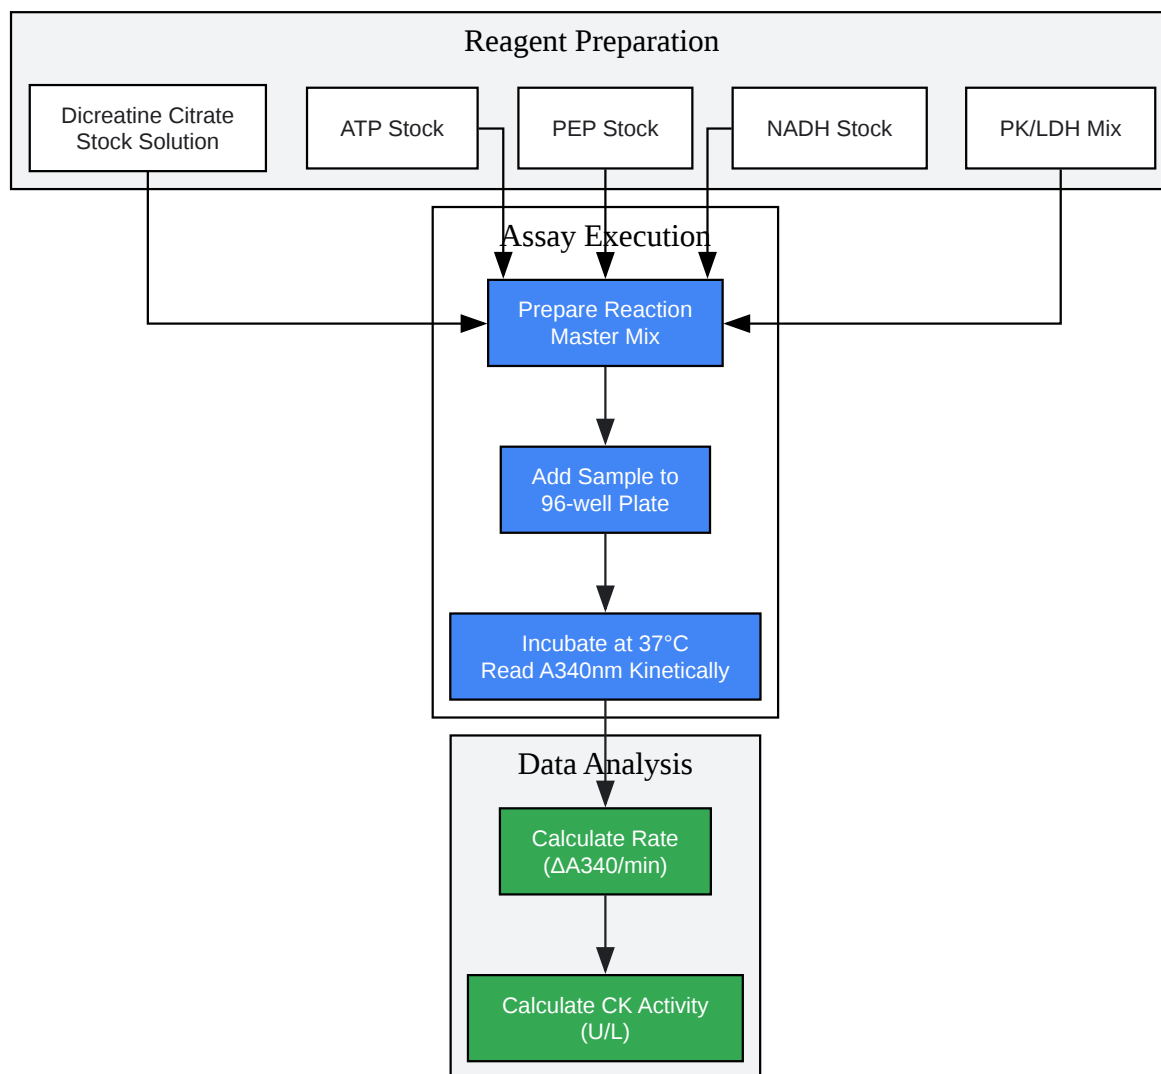 Reagent Preparation
Dicreatine Citrate
Stock Solution
ATP Stock
PEP Stock
NADH Stock
PK/LDH Mix
Assay Execution
Prepare Reaction
Master Mix
Add Sample to
96-well Plate
Incubate at 37°C
Read A340nm Kinetically
Data Analysis
Calculate Rate
(ΔA340/min)
Calculate CK Activity
(U/L)